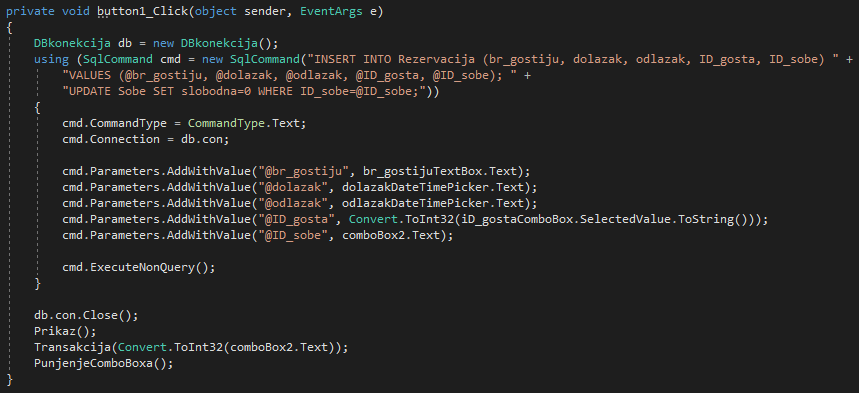 private void button1_Click(object sender, EventArgs e)
{
DBkonekcija db = new DBkonekcija();
using (SqlCommand cmd = new SqlCommand("INSERT INTO Rezervacija (br_gostiju, dolazak, odlazak, ID_gosta, ID_sobe) " +
"VALUES (@br_gostiju, @dolazak, @odlazak, @ID_gosta, @ID_sobe); " +
"UPDATE Sobe SET slobodna=0 WHERE ID_sobe=@ID_sobe;"))
{
cmd.CommandType = CommandType.Text;
cmd.Connection = db.con;
cmd.Parameters.AddWithValue("@br_gostiju", br_gostijuTextBox.Text);
cmd.Parameters.AddWithValue("@dolazak", dolazakDateTimePicker.Text);
cmd.Parameters.AddWithValue("@odlazak", odlazakDateTimePicker.Text);
cmd.Parameters.AddWithValue("@ID_gosta", Convert.ToInt32(iD_gostaComboBox.SelectedValue.ToString()));
cmd.Parameters.AddWithValue("@ID_sobe", comboBox2.Text);
cmd.ExecuteNonQuery();
}
db.con.Close();
Prikaz();
Transakcija(Convert.ToInt32(comboBox2.Text));
PunjenjeComboBoxa();
}